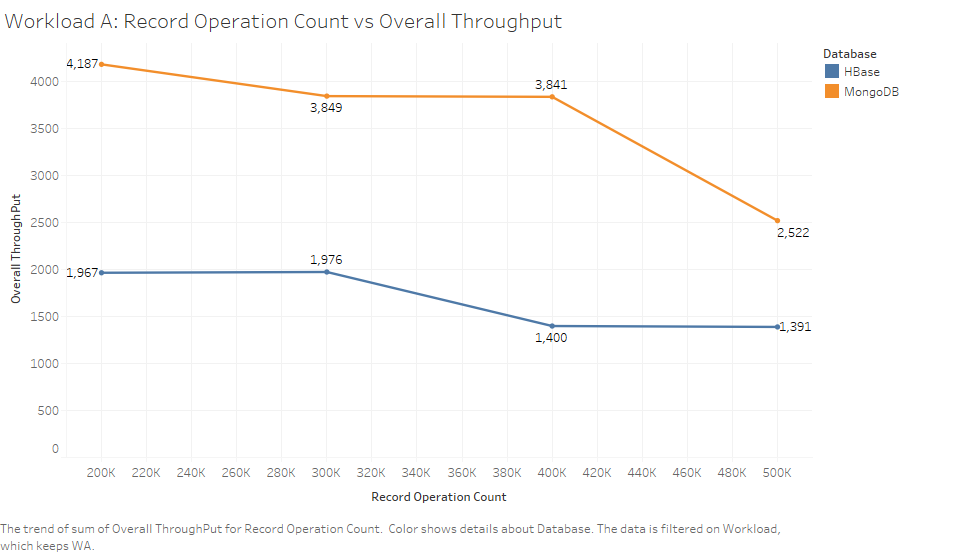 Workload A: Record Operation Count vs Overall Throughput
Database
HBase
MongoDB
4,187
3,849
3,841
2,522
1,967
1,976
1,400
1,391
Overall ThroughPut
4000
3500
3000
2500
2000
1500
1000
500
0
200K 220K 240K 260K 280K 300K 320K 340K 360K 380K 400K 420K 440K 460K 480K 500K
Record Operation Count
The trend of sum of Overall ThroughPut for Record Operation Count. Color shows details about Database. The data is filtered on Workload,
which keeps WA.